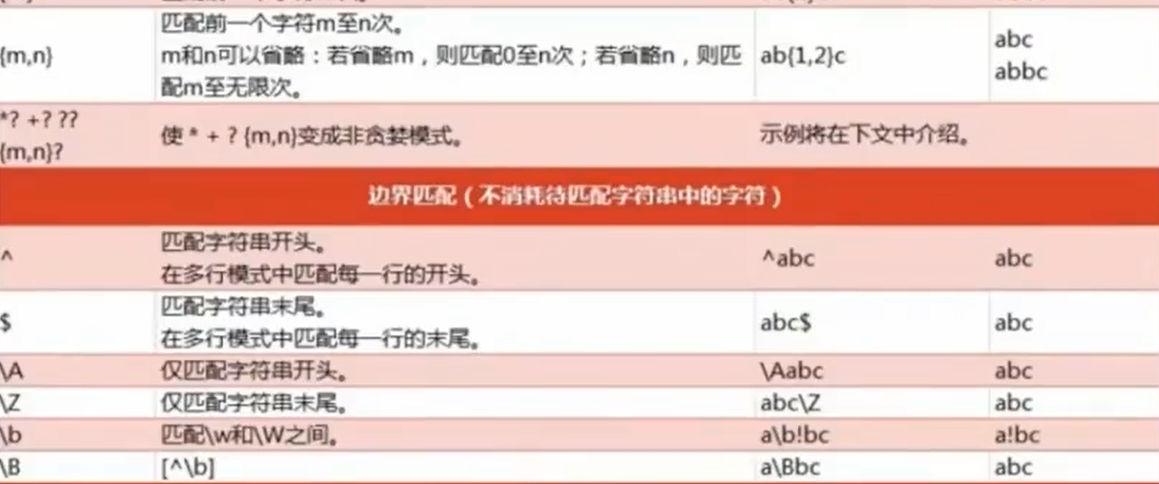 {m,n}
匹配前一个字符m至n次。
m和n可以省略：若省略m，则匹配0至n次；若省略n，则匹
配m至无限次。
ab{1,2}c
abc
abbc
*? +? ??
{m,n}?
使 * + ? {m,n}变成非贪婪模式。
示例将在下文中介绍。
边界匹配（不消耗待匹配字符串中的字符）
^
匹配字符串开头。
在多行模式中匹配每一行的开头。
^abc
abc
$
匹配字符串末尾。
在多行模式中匹配每一行的末尾。
abc$
abc
\A
仅匹配字符串开头。
\Aabc
abc
\Z
仅匹配字符串末尾。
abc\Z
abc
\b
匹配\w和\W之间。
a\b!bc
a!bc
\B
[^\b]
a\Bbc
abc